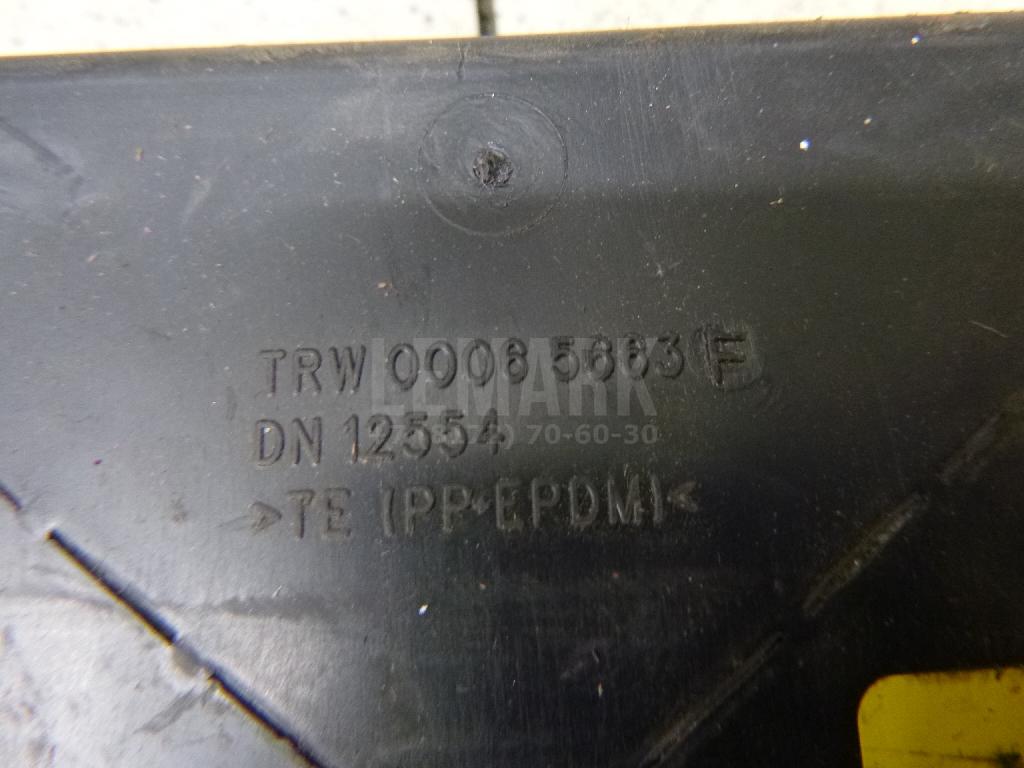 TRW 0006 5663 F
DN 12554
>TE (PP+EPDM)<
LEMARK
70-60-30